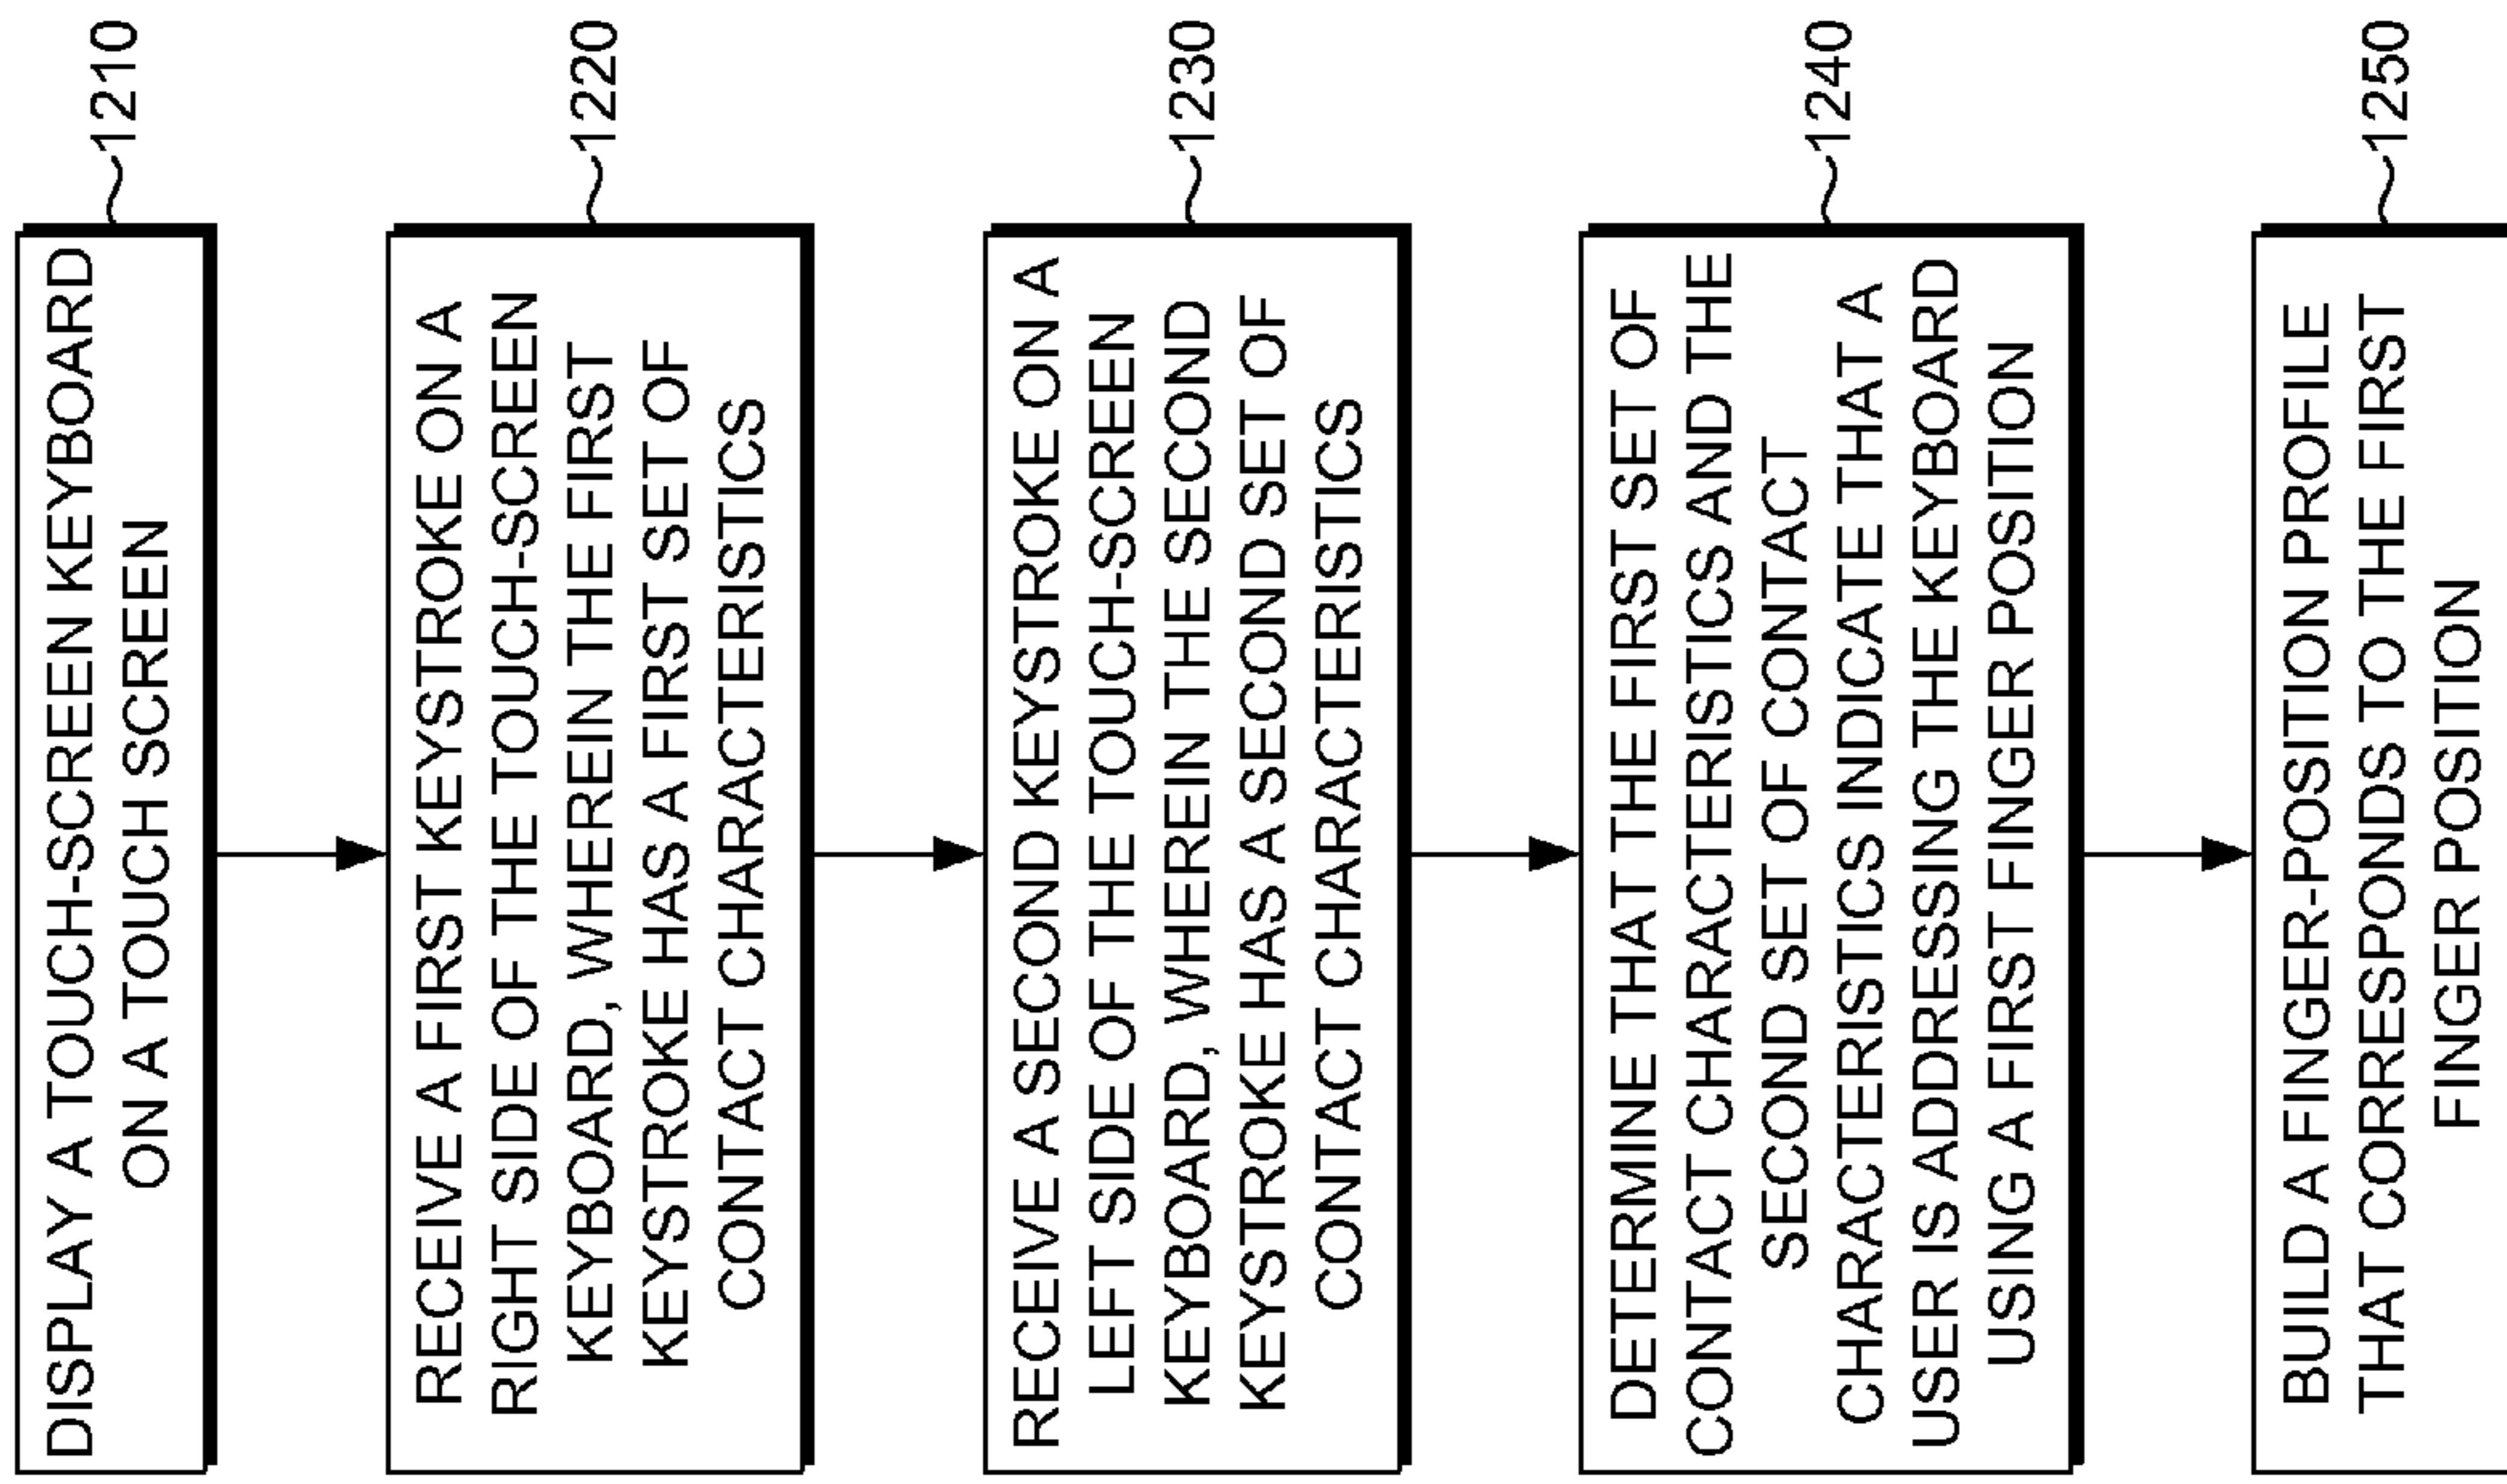 DISPLAY A TOUCH-SCREEN KEYBOARD
ON A TOUCH SCREEN
1210
RECEIVE A FIRST KEYSTROKE ON A
RIGHT SIDE OF THE TOUCH-SCREEN
KEYBOARD, WHEREIN THE FIRST
KEYSTROKE HAS A FIRST SET OF
CONTACT CHARACTERISTICS
1220
RECEIVE A SECOND KEYSTROKE ON A
LEFT SIDE OF THE TOUCH-SCREEN
KEYBOARD, WHEREIN THE SECOND
KEYSTROKE HAS A SECOND SET OF
CONTACT CHARACTERISTICS
1230
DETERMINE THAT THE FIRST SET OF
CONTACT CHARACTERISTICS AND THE
SECOND SET OF CONTACT
CHARACTERISTICS INDICATE THAT A
USER IS ADDRESSING THE KEYBOARD
USING A FIRST FINGER POSITION
1240
BUILD A FINGER-POSITION PROFILE
THAT CORRESPONDS TO THE FIRST
FINGER POSITION
1250